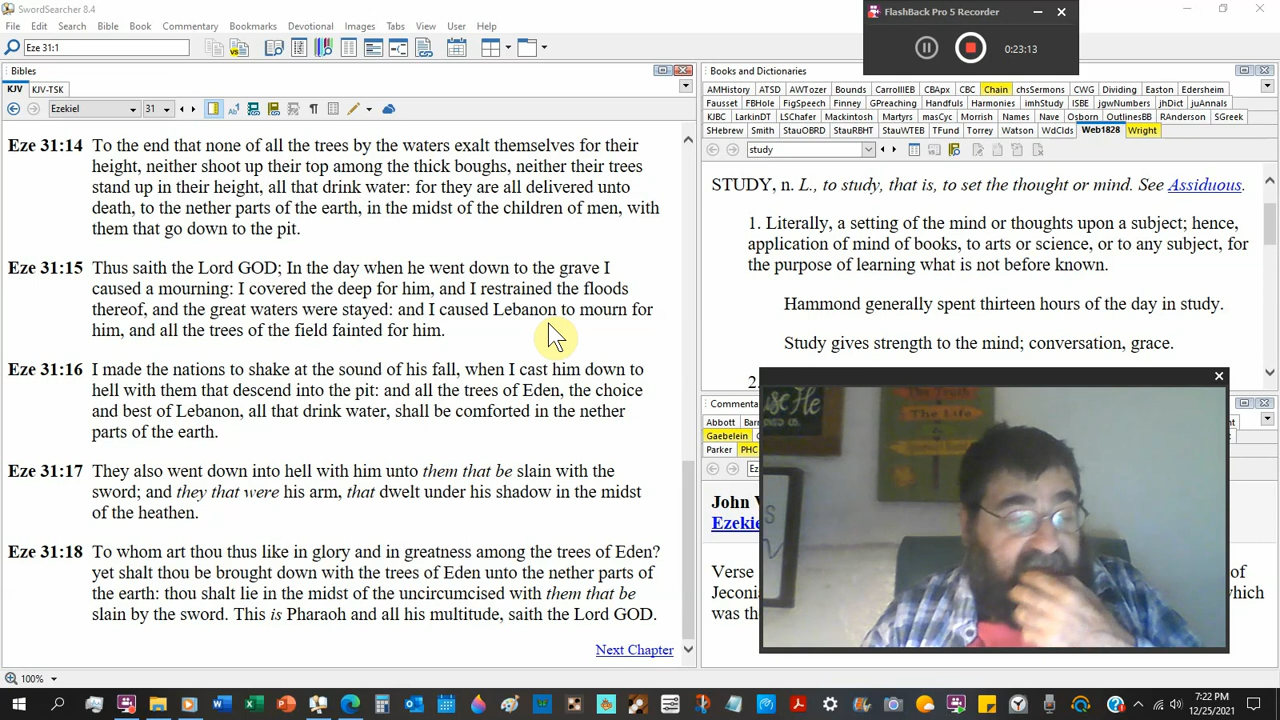 SwordSearcher 8.4
File Edit Search Bible Book Commentary Devotional Images Tabs View User Help
Eze 31:1
FlashBack Pro 5 Recorder
0:23:13
Bibles
KJV KJV-TSK
Ezekiel 31
Eze 31:14 To the end that none of all the trees by the waters exalt themselves for their
height, neither shoot up their top among the thick boughs, neither their trees
stand up in their height, all that drink water: for they are all delivered unto
death, to the nether parts of the earth, in the midst of the children of men, with
them that go down to the pit.
Eze 31:15 Thus saith the Lord GOD; In the day when he went down to the grave I
caused a mourning: I covered the deep for him, and I restrained the floods
thereof, and the great waters were stayed: and I caused Lebanon to mourn for
him, and all the trees of the field fainted for him.
Eze 31:16 I made the nations to shake at the sound of his fall, when I cast him down to
hell with them that descend into the pit: and all the trees of Eden, the choice
and best of Lebanon, all that drink water, shall be comforted in the nether
parts of the earth.
Eze 31:17 They also went down into hell with him unto them that be slain with the
sword; and they that were his arm, that dwelt under his shadow in the midst
of the heathen.
Eze 31:18 To whom art thou thus like in glory and in greatness among the trees of Eden?
yet shalt thou be brought down with the trees of Eden unto the nether parts of
the earth: thou shalt lie in the midst of the uncircumcised with them that be
slain by the sword. This is Pharaoh and all his multitude, saith the Lord GOD.
Next Chapter
100%
Books and Dictionaries
AMHistory ATSD AWTozer Bounds CarrollIEB CBApx CBC Chain chsSermons CWG Dividing Easton Edersheim
Fausset FBHole FigSpeech Finney GPreaching Handfuls Harmonies imhStudy ISBE jgwNumbers jhDict juAnnals
KJBC LarkinDT LSChafer Mackintosh Martyrs masCyc Morrish Names Nave Osborn OutlinesBB RAnderson SGreek
SHebrew Smith StauOBRD StauRBHT StauWTEB TFund Torrey Watson WdClds Web1828 Wright
study
STUDY, n. L., to study, that is, to set the thought or mind. See Assiduous.
1. Literally, a setting of the mind or thoughts upon a subject; hence,
application of mind of books, to arts or science, or to any subject, for
the purpose of learning what is not before known.
Hammond generally spent thirteen hours of the day in study.
Study gives strength to the mind; conversation, grace.
2.
Commenta
Abbott Bar
Gaebelein
Parker PHC
Ez
use He
The Truth
The Life
John
Ezekie
Verse of
Jeconi which
was th
7:22 PM
12/25/2021